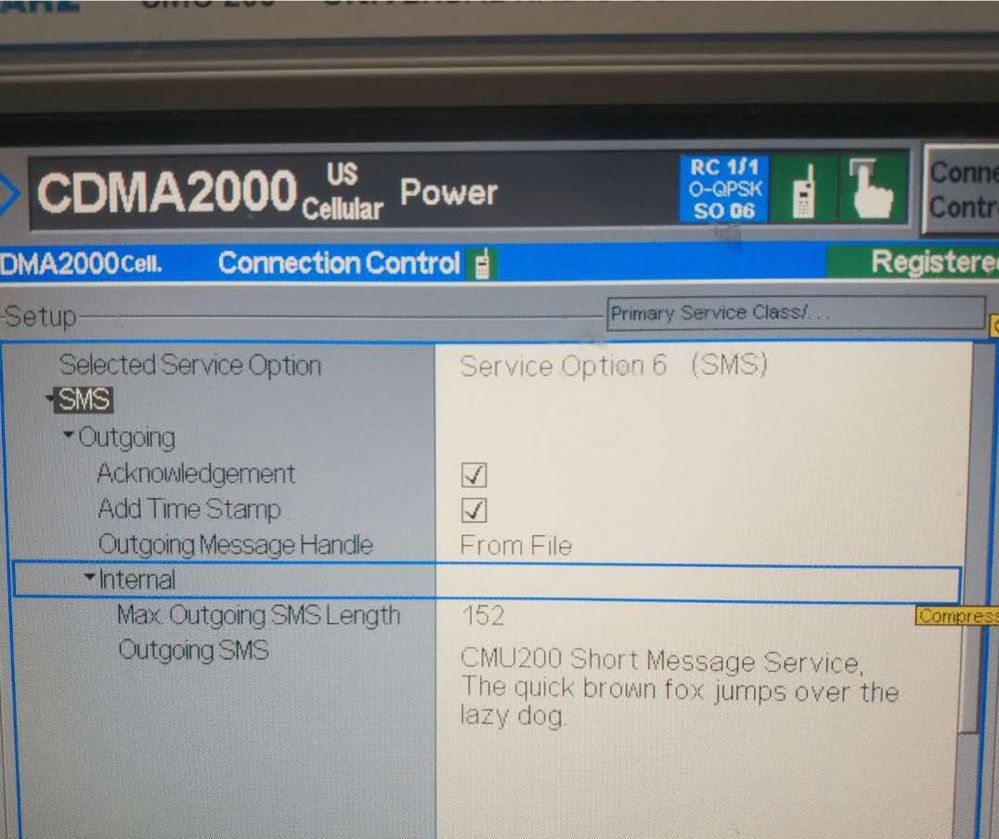 CDMA2000 US Cellular Power
RC 1/1
O-QPSK
SO 06
Conne
Contr
DMA2000 Cell. Connection Control
Registere
Setup
Primary Service Class/. . .
Selected Service Option Service Option 6 (SMS)
SMS
Outgoing
Acknowledgement
Add Time Stamp
Outgoing Message Handle From File
Internal
Max. Outgoing SMS Length 152
Compress
Outgoing SMS
CMU200 Short Message Service,
The quick brown fox jumps over the
lazy dog.